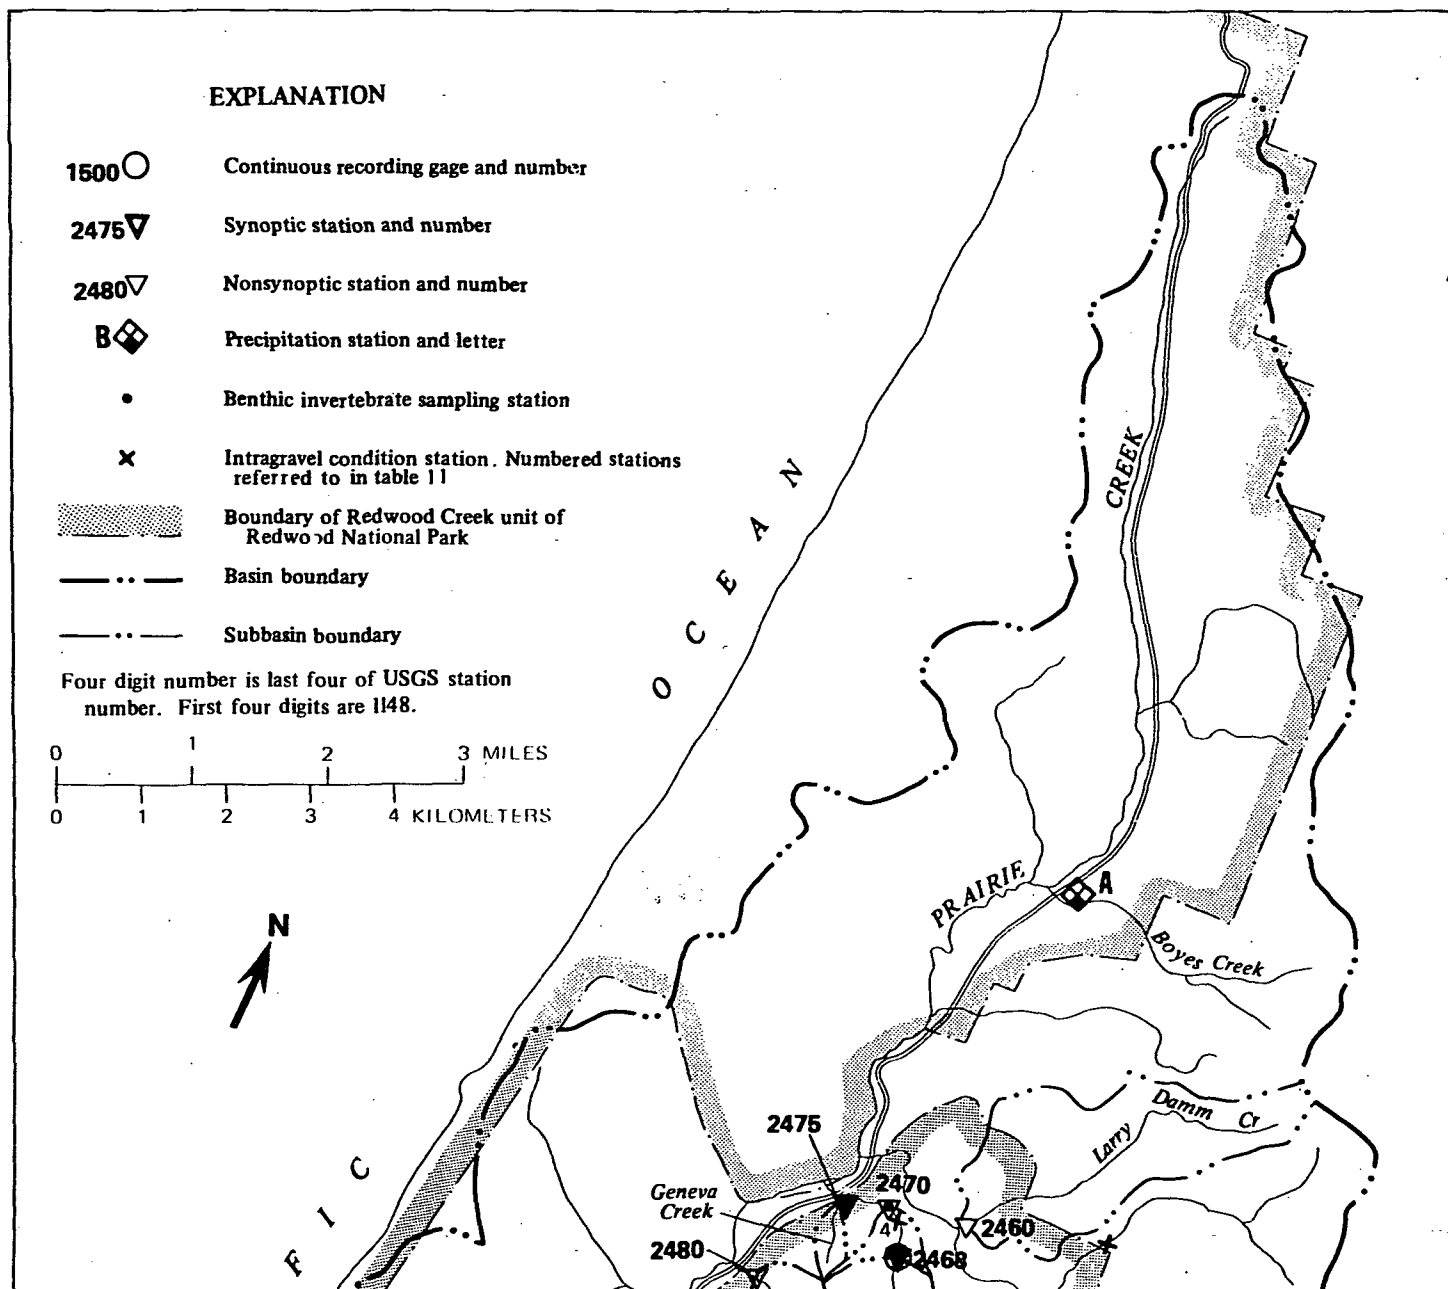 EXPLANATION
1500 Continuous recording gage and number
2475 Synoptic station and number
2480 Nonsynoptic station and number
B Precipitation station and letter
Benthic invertebrate sampling station
Intragravel condition station. Numbered stations
referred to in table 11
Boundary of Redwood Creek unit of
Redwood National Park
Basin boundary
Subbasin boundary
Four digit number is last four of USGS station
number. First four digits are 1148.
0 1 2 3 MILES
0 1 2 3 4 KILOMETERS
N
F I C
O C E A N
PRAIRIE
CREEK
A
Boyes Creek
Larry
Damm Cr
2475
Geneva
Creek
2470
4
2460
2480
2468